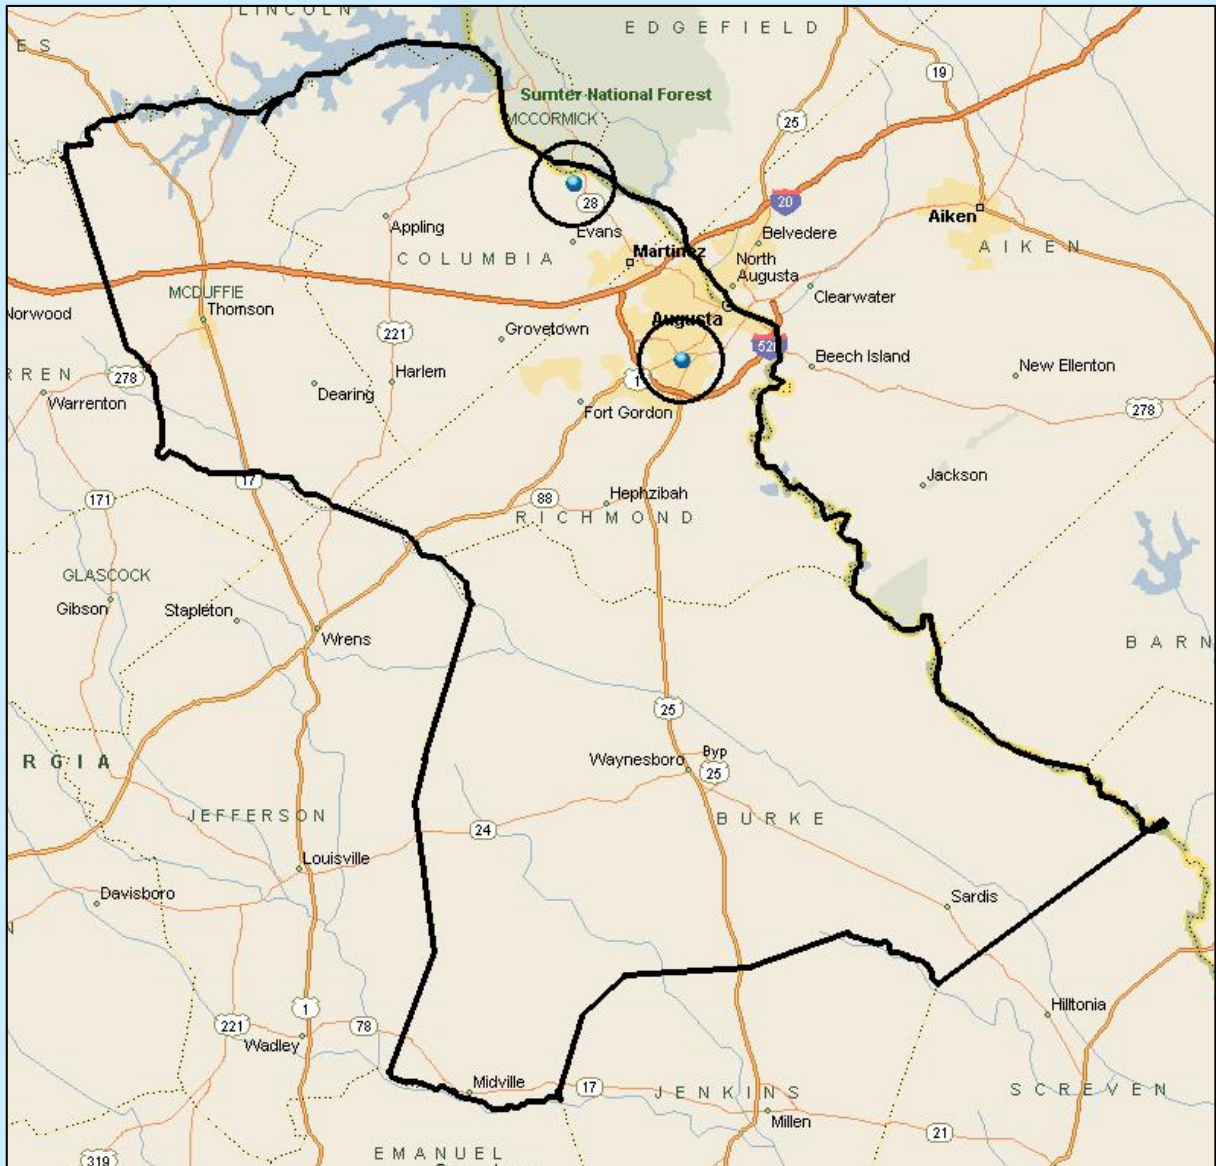 LINCOLN
EDGEFIELD
ES
19
Sumter National Forest
MCCORMICK
25
20
28
Aiken
Appling
Evans
Belvedere
AIKEN
COLUMBIA
Martinez
North
Augusta
MCDUFFIE
Clearwater
Norwood
Thomson
Augusta
221
Grovetown
520
Beech Island
RREN
278
Harlem
1
New Ellenton
Warrenton
Dearing
Fort Gordon
278
17
Jackson
171
88
Hephzibah
RICHMOND
GLASCOCK
Gibson
Stapleton
Wrens
BARN
25
RGIA
Waynesboro
Byp
25
JEFFERSON
BURKE
24
Louisville
Davisboro
Sardis
N
1
Hilltonia
221
78
Wadley
Midville
17
JENKINS
SCREVEN
Millen
21
EMANUEL
319